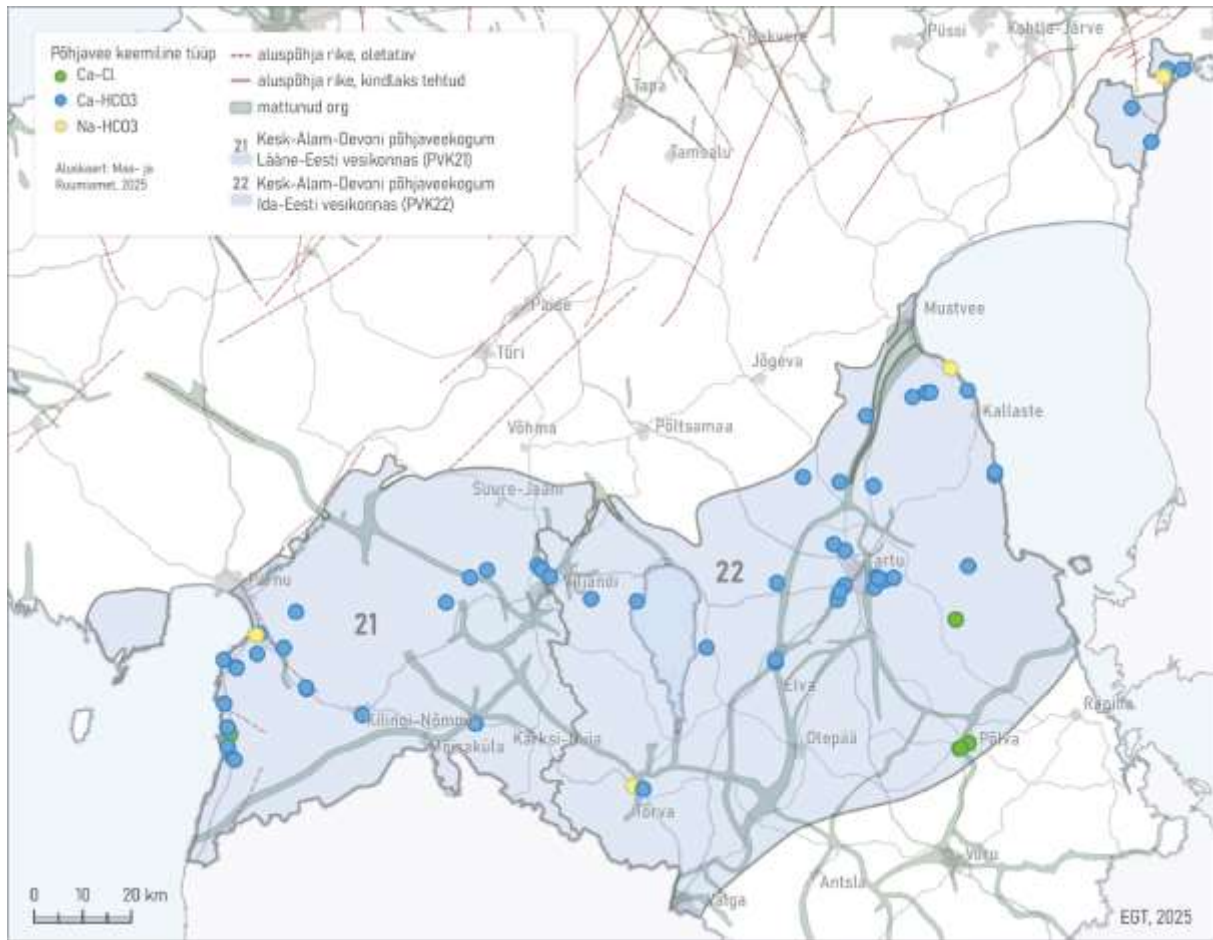 Põhjavee keemiline tüüp
Ca-Cl
Ca-HCO3
Na-HCO3
Aluskaart: Maa- ja
Ruumiamet, 2025
aluspõhja rike, oletatav
aluspõhja rike, kindlaks tehtud
mattunud org
21 Kesk-Alam-Devoni põhjaveekogum
Lääne-Eesti vesikonnas (PVK21)
22 Kesk-Alam-Devoni põhjaveekogum
Ida-Eesti vesikonnas (PVK22)
Rakvere
Püssi
Kohtla-Järve
Tapa
Tamsalu
Paide
Türi
Mustvee
Jõgeva
Kallaste
Võhma
Põltsamaa
Suure-Jaani
22
Tartu
Pärnu
Viljandi
21
Elva
Räpina
Kilingi-Nõmme
Mõisaküla
Karksi-Nuia
Otepää
Põlva
Tõrva
Võru
Antsla
Valga
0 10 20 km
EGT, 2025